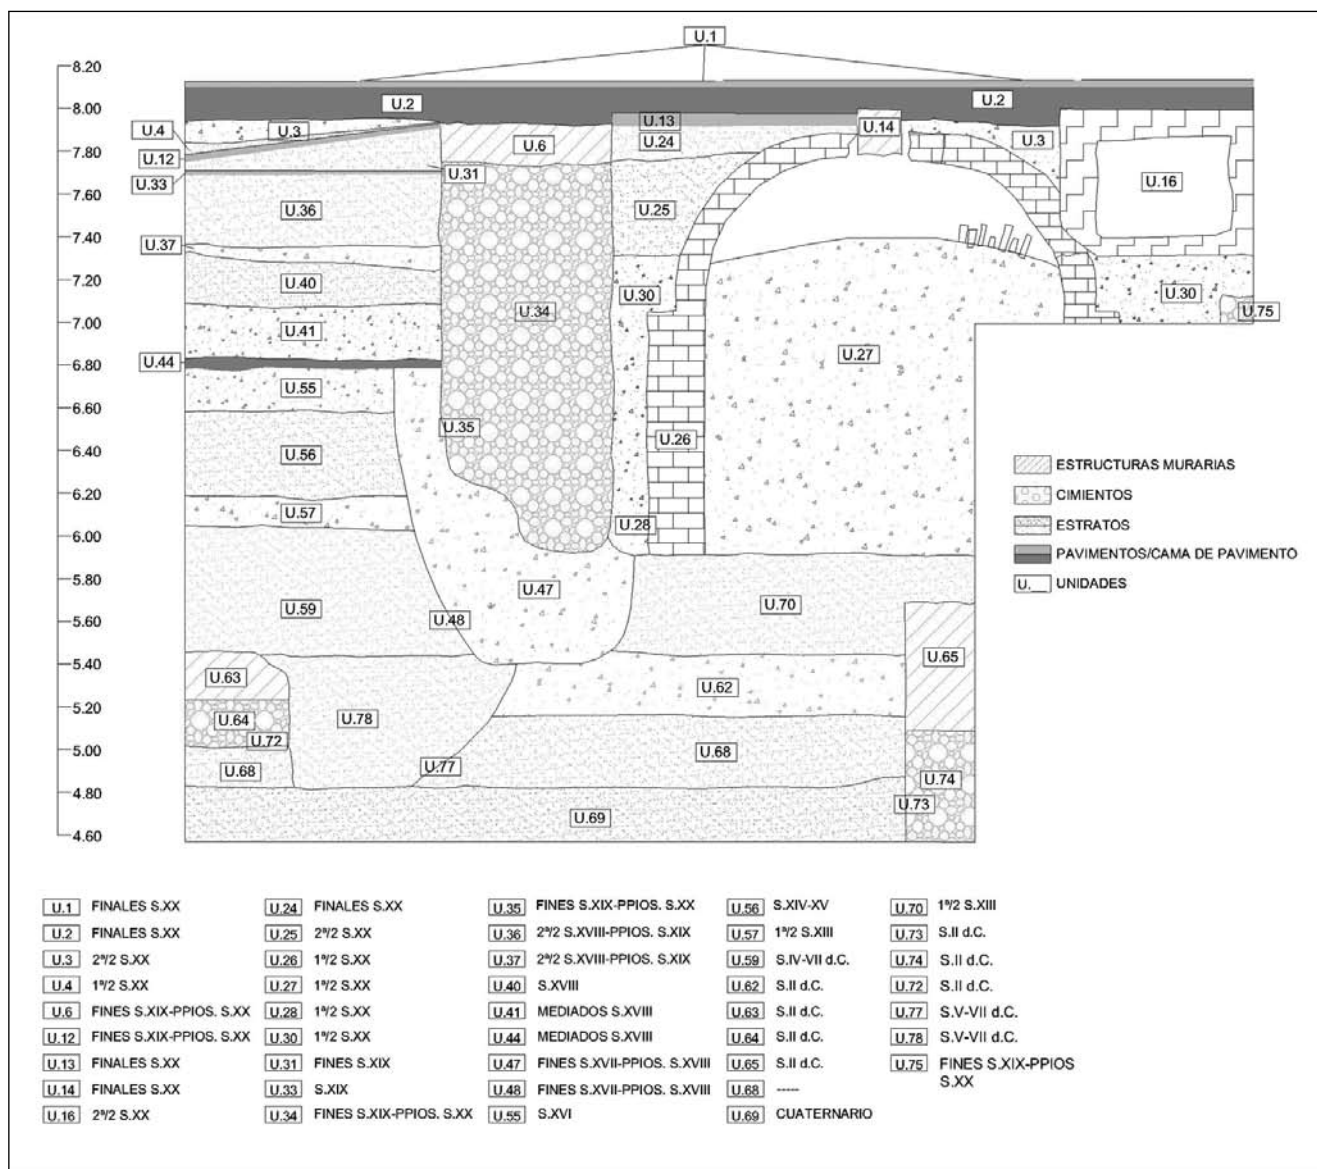 U.1
8.20
8.00
7.80
7.60
7.40
7.20
7.00
6.80
6.60
6.40
6.20
6.00
5.80
5.60
5.40
5.20
5.00
4.80
4.60
U.2
U.2
U.4
U.3
U.13
U.14
U.3
U.12
U.6
U.24
U.33
U.31
U.16
U.36
U.25
U.37
U.40
U.30
U.30
U.41
U.34
U.75
U.44
U.27
U.55
U.35
U.26
U.56
U.57
U.28
U.47
U.59
U.48
U.70
U.63
U.65
U.62
U.64
U.78
U.72
U.68
U.77
U.68
U.74
U.73
U.69
ESTRUCTURAS MURARIAS
CIMIENTOS
ESTRATOS
PAVIMENTOS/CAMA DE PAVIMENTO
U.__ UNIDADES
U.1 FINALES S.XX
U.2 FINALES S.XX
U.3 2ª/2 S.XX
U.4 1ª/2 S.XX
U.6 FINES S.XIX-PPIOS. S.XX
U.12 FINES S.XIX-PPIOS. S.XX
U.13 FINALES S.XX
U.14 FINALES S.XX
U.16 2ª/2 S.XX
U.24 FINALES S.XX
U.25 2ª/2 S.XX
U.26 1ª/2 S.XX
U.27 1ª/2 S.XX
U.28 1ª/2 S.XX
U.30 1ª/2 S.XX
U.31 FINES S.XIX
U.33 S.XIX
U.34 FINES S.XIX-PPIOS. S.XX
U.35 FINES S.XIX-PPIOS. S.XX
U.36 2ª/2 S.XVIII-PPIOS. S.XIX
U.37 2ª/2 S.XVIII-PPIOS. S.XIX
U.40 S.XVIII
U.41 MEDIADOS S.XVIII
U.44 MEDIADOS S.XVIII
U.47 FINES S.XVII-PPIOS. S.XVIII
U.48 FINES S.XVII-PPIOS. S.XVIII
U.55 S.XVI
U.56 S.XIV-XV
U.57 1ª/2 S.XIII
U.59 S.IV-VII d.C.
U.62 S.II d.C.
U.63 S.II d.C.
U.64 S.II d.C.
U.65 S.II d.C.
U.68 -----
U.69 CUATERNARIO
U.70 1ª/2 S.XIII
U.73 S.II d.C.
U.74 S.II d.C.
U.72 S.II d.C.
U.77 S.V-VII d.C.
U.78 S.V-VII d.C.
U.75 FINES S.XIX-PPIOS
S.XX